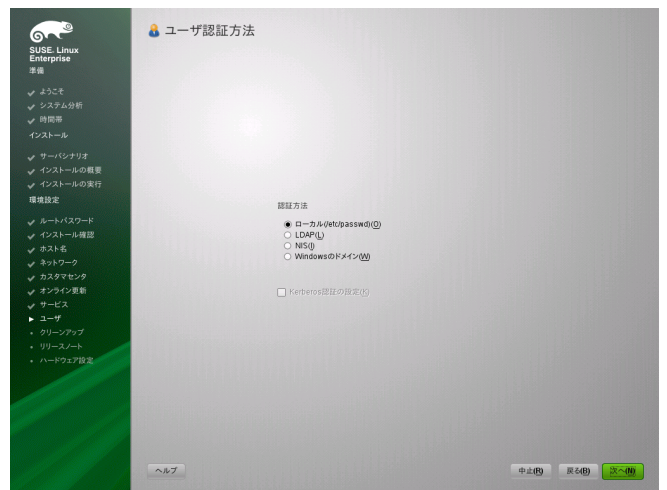 SUSE. Linux
Enterprise
準備
ようこそ
システム分析
時間帯
インストール
サーバシナリオ
インストールの概要
インストールの実行
環境設定
ルートパスワード
インストール確認
ホスト名
ネットワーク
カスタマセンタ
オンライン更新
サービス
ユーザ
クリーンアップ
リリースノート
ハードウェア設定
ユーザ認証方法
認証方法
ローカル(/etc/passwd)(O)
LDAP(L)
NIS(I)
Windowsのドメイン(W)
Kerberos認証の設定(K)
ヘルプ
中止(R)
戻る(B)
次へ(N)